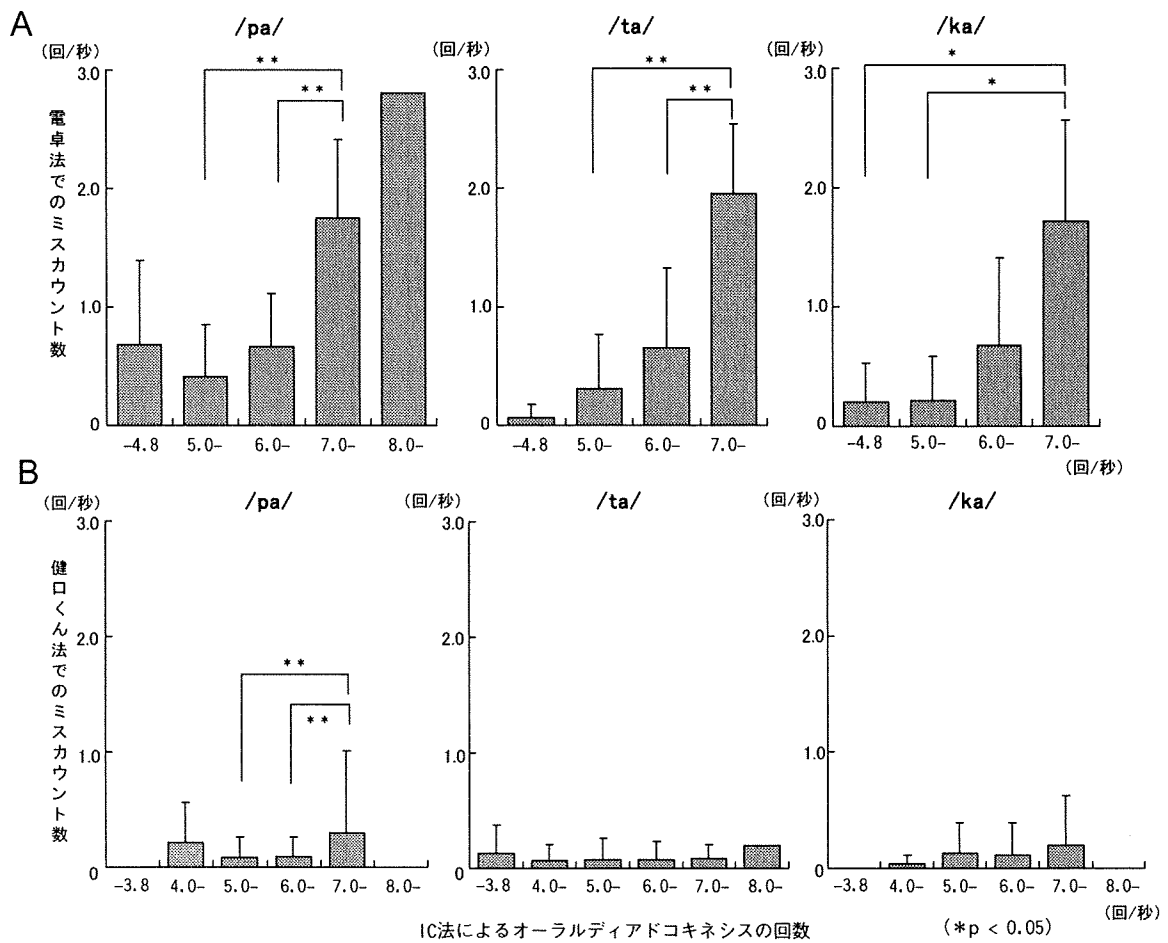 A
/pa/
/ta/
/ka/
(回/秒)
(回/秒)
(回/秒)
電卓法でのミスカウント数
3.0
2.0
1.0
0
** 
**
-4.8 5.0- 6.0- 7.0- 8.0-
3.0
2.0
1.0
0
**
**
-4.8 5.0- 6.0- 7.0-
3.0
2.0
1.0
0
*
*
-4.8 5.0- 6.0- 7.0-
(回/秒)
B
/pa/
/ta/
/ka/
(回/秒)
(回/秒)
(回/秒)
健口くん法でのミスカウント数
3.0
2.0
1.0
0
**
**
-3.8 4.0- 5.0- 6.0- 7.0- 8.0-
3.0
2.0
1.0
0
-3.8 4.0- 5.0- 6.0- 7.0- 8.0-
3.0
2.0
1.0
0
-3.8 4.0- 5.0- 6.0- 7.0- 8.0-
(回/秒)
IC法によるオーラルディアドコキネシスの回数
(*p < 0.05)